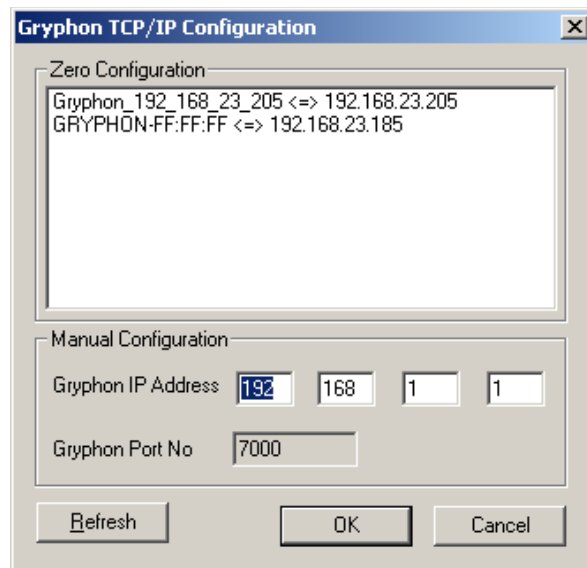 Gryphon TCP/IP Configuration
Zero Configuration
Gryphon_192_168_23_205 <=> 192.168.23.205
GRYPHON-FF:FF:FF <=> 192.168.23.185
Manual Configuration
Gryphon IP Address 192 168 1 1
Gryphon Port No 7000
Refresh OK Cancel